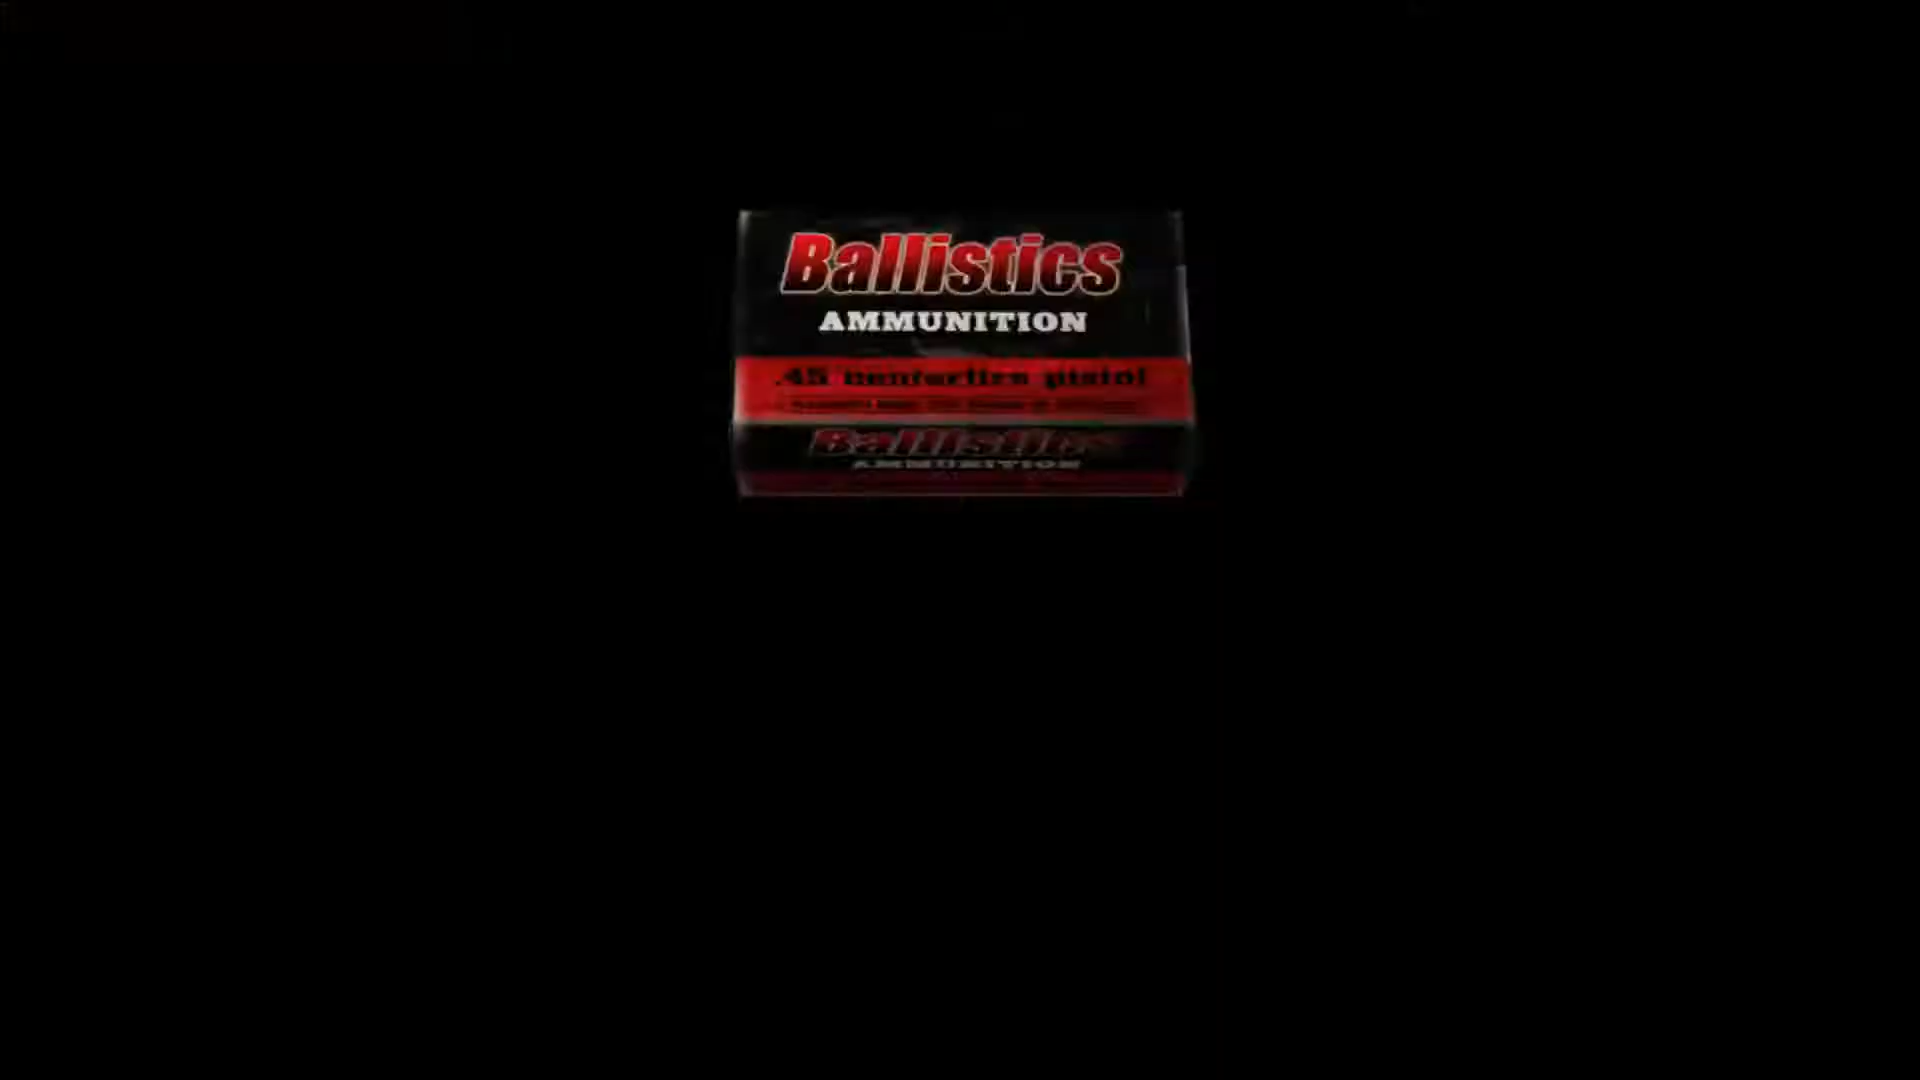 Ballistics
AMMUNITION
.45 centerfire pistol
Ballistics
AMMUNITION